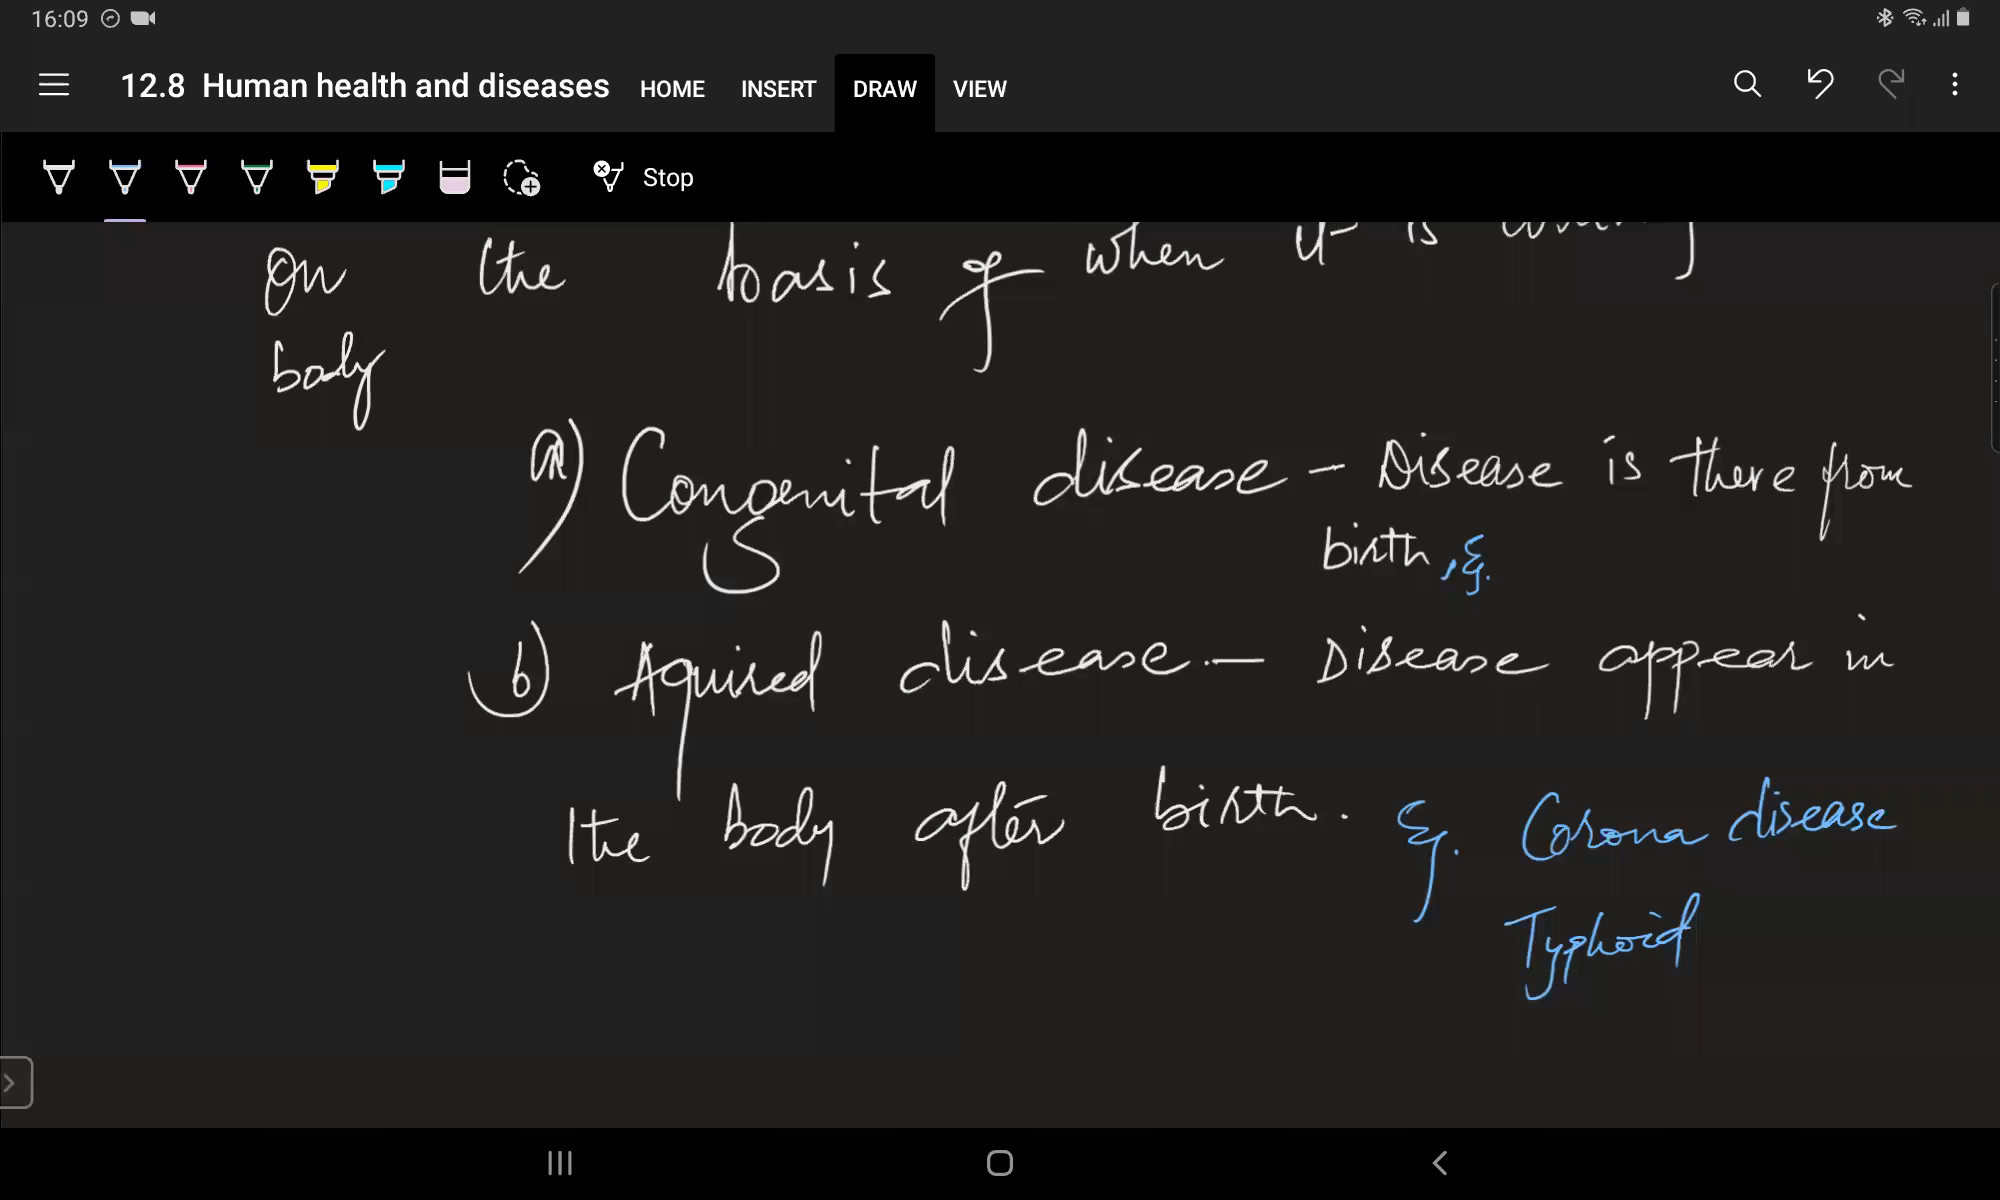 16:09
12.8 Human health and diseases HOME INSERT DRAW VIEW
Stop
On the basis of when it is
body
a) Congenital disease - Disease is there from
birth, Eg.
b) Aquired disease - Disease appear in
the body after birth. Eg. Corona disease
Typhoid